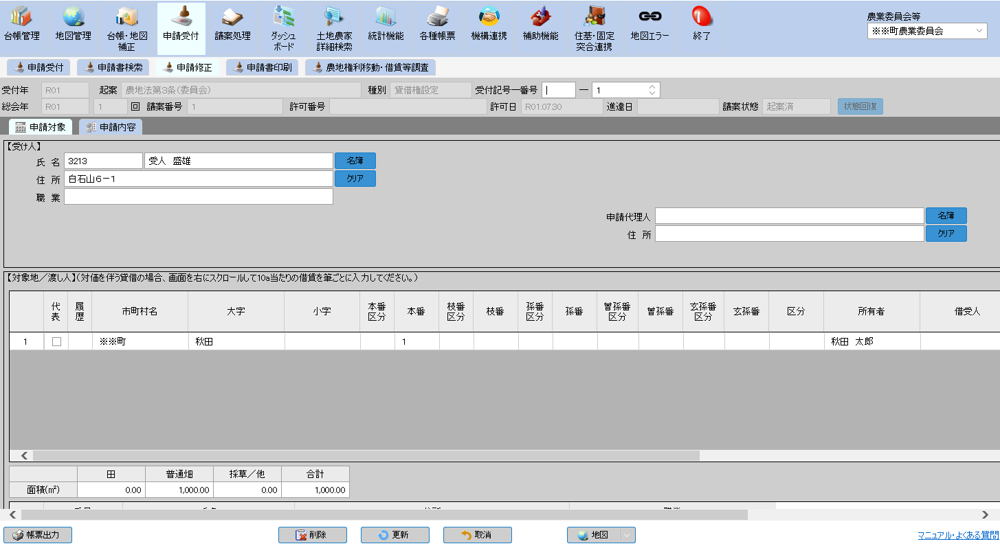 台帳管理 地図管理 台帳・地図補正 申請受付 議案処理 ダッシュボード 土地農家詳細検索 統計機能 各種帳票 機構連携 補助機能 住基・固定突合連携 地図エラー 終了
農業委員会等
※※町農業委員会
申請受付 申請書検索 申請修正 申請書印刷 農地権利移動・借賃等調査
受付年 R01 起案 農地法第3条(委員会) 種別 賃借権設定 受付記号ー番号 ー 1
総会年 R01 1 回 議案番号 1 許可番号 許可日 R01.07.30 進達日 議案状態 起案済 状態回復
申請対象 申請内容
【受け人】
氏 名 3213 受人 盛雄 名簿
住 所 白石山6-1 クリア
職 業
申請代理人 名簿
住 所 クリア
【対象地/渡し人】(対価を伴う貸借の場合、画面を右にスクロールして10a当たりの借賃を筆ごとに入力してください。)
代表 履歴 市町村名 大字 小字 本番区分 本番 枝番区分 枝番 孫番区分 孫番 曽孫番区分 曽孫番 玄孫番区分 玄孫番 区分 所有者 借受人
1 ※※町 秋田 1 秋田 太郎
田 普通畑 採草/他 合計
面積(㎡) 0.00 1,000.00 0.00 1,000.00
帳票出力 削除 更新 取消 地図
マニュアル・よくある質問